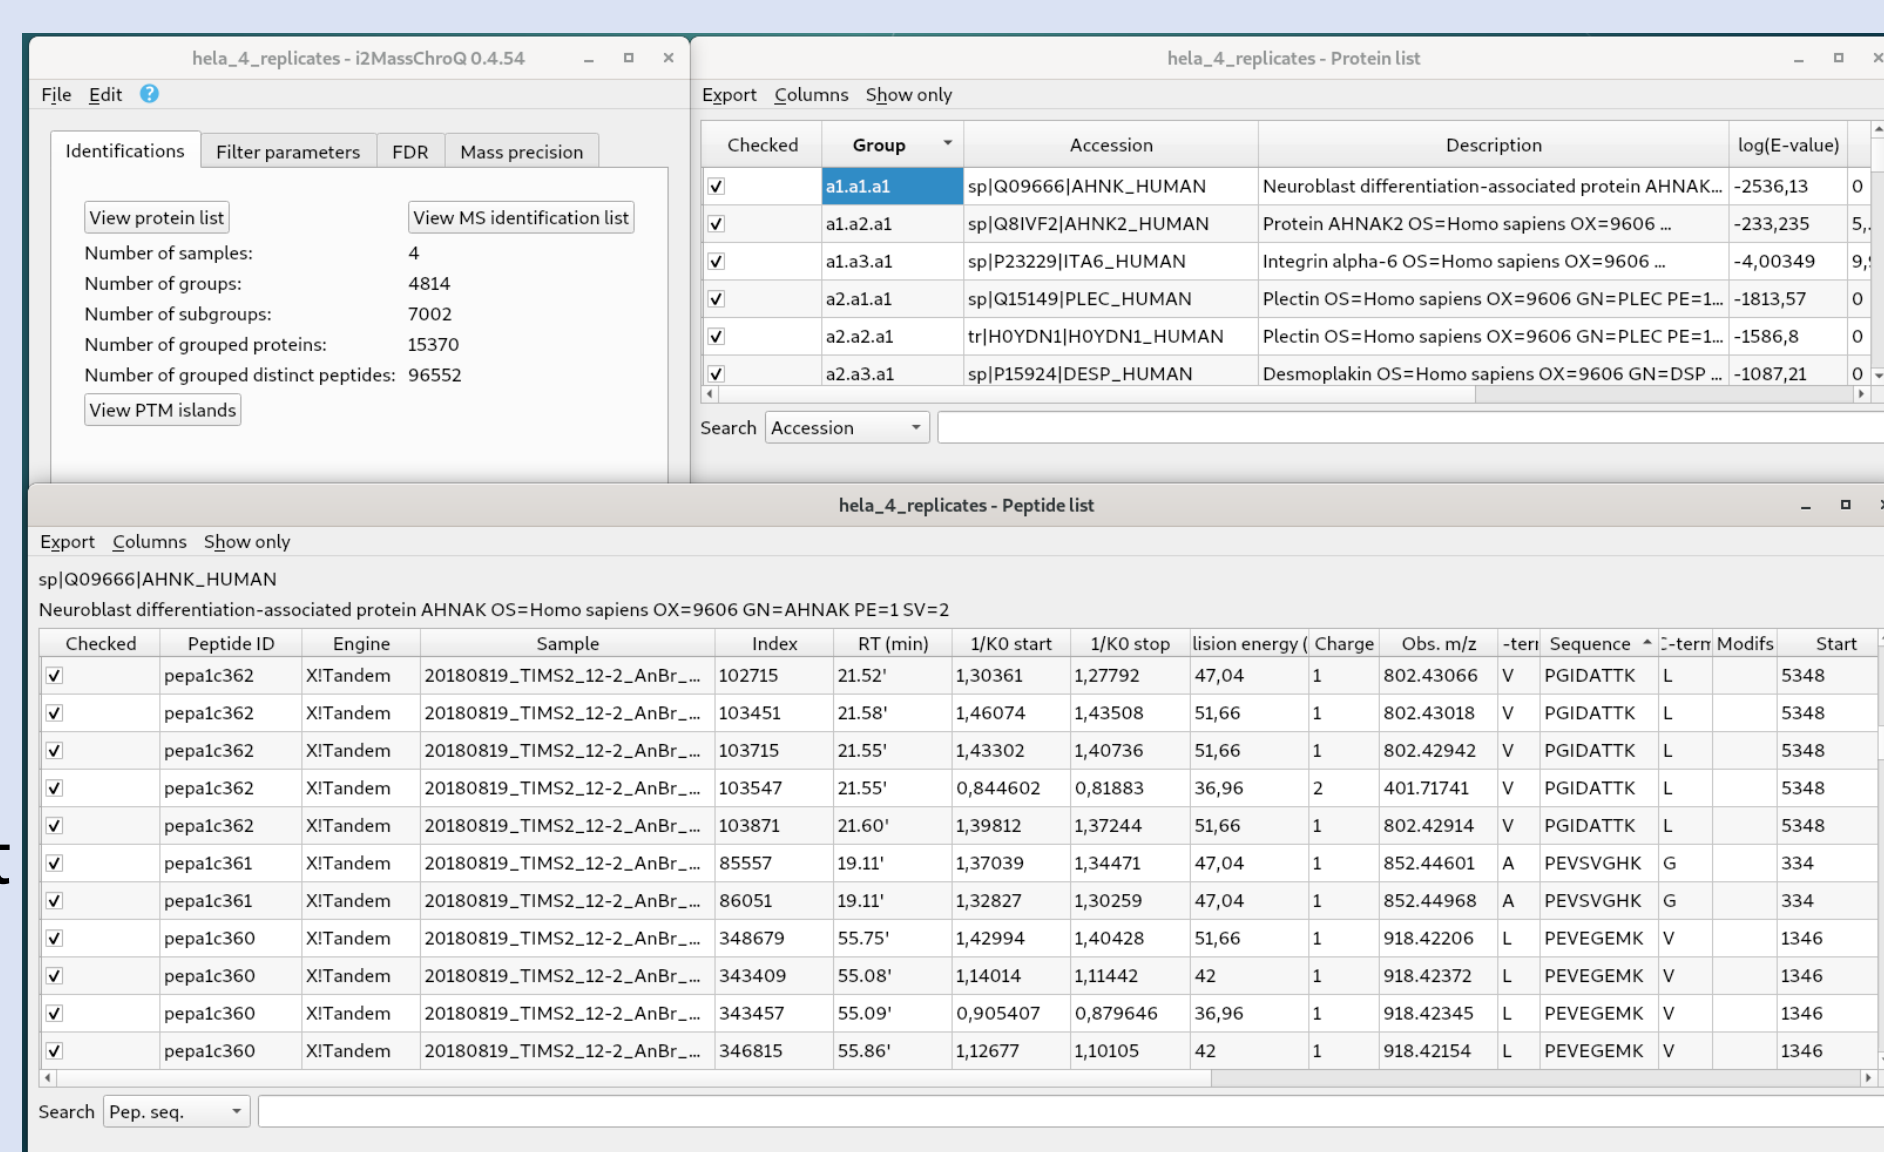 hela_4_replicates - i2MassChroQ 0.4.54
File Edit ?
Identifications Filter parameters FDR Mass precision
View protein list View MS identification list
Number of samples: 4
Number of groups: 4814
Number of subgroups: 7002
Number of grouped proteins: 15370
Number of grouped distinct peptides: 96552
View PTM islands
hela_4_replicates - Protein list
Export Columns Show only
Checked Group Accession Description log(E-value)
a1.a1.a1 sp|Q09666|AHNK_HUMAN Neuroblast differentiation-associated protein AHNAK... -2536,13 0
a1.a2.a1 sp|Q8IVF2|AHNK2_HUMAN Protein AHNAK2 OS=Homo sapiens OX=9606 ... -233,235 5,
a1.a3.a1 sp|P23229|ITA6_HUMAN Integrin alpha-6 OS=Homo sapiens OX=9606 ... -4,00349 9,
a2.a1.a1 sp|Q15149|PLEC_HUMAN Plectin OS=Homo sapiens OX=9606 GN=PLEC PE=1... -1813,57 0
a2.a2.a1 tr|H0YDN1|H0YDN1_HUMAN Plectin OS=Homo sapiens OX=9606 GN=PLEC PE=1... -1586,8 0
a2.a3.a1 sp|P15924|DESP_HUMAN Desmoplakin OS=Homo sapiens OX=9606 GN=DSP ... -1087,21 0
Search Accession
hela_4_replicates - Peptide list
Export Columns Show only
sp|Q09666|AHNK_HUMAN
Neuroblast differentiation-associated protein AHNAK OS=Homo sapiens OX=9606 GN=AHNAK PE=1 SV=2
Checked Peptide ID Engine Sample Index RT (min) 1/K0 start 1/K0 stop lision energy ( Charge Obs. m/z -terr Sequence C-term Modifs Start
pepa1c362 X!Tandem 20180819_TIMS2_12-2_AnBr_... 102715 21.52' 1,30361 1,27792 47,04 1 802.43066 V PGIDATTK L 5348
pepa1c362 X!Tandem 20180819_TIMS2_12-2_AnBr_... 103451 21.58' 1,46074 1,43508 51,66 1 802.43018 V PGIDATTK L 5348
pepa1c362 X!Tandem 20180819_TIMS2_12-2_AnBr_... 103715 21.55' 1,43302 1,40736 51,66 1 802.42942 V PGIDATTK L 5348
pepa1c362 X!Tandem 20180819_TIMS2_12-2_AnBr_... 103547 21.55' 0,844602 0,81883 36,96 2 401.71741 V PGIDATTK L 5348
pepa1c362 X!Tandem 20180819_TIMS2_12-2_AnBr_... 103871 21.60' 1,39812 1,37244 51,66 1 802.42914 V PGIDATTK L 5348
pepa1c361 X!Tandem 20180819_TIMS2_12-2_AnBr_... 85557 19.11' 1,37039 1,34471 47,04 1 852.44601 A PEVSVGHK G 334
pepa1c361 X!Tandem 20180819_TIMS2_12-2_AnBr_... 86051 19.11' 1,32827 1,30259 47,04 1 852.44968 A PEVSVGHK G 334
pepa1c360 X!Tandem 20180819_TIMS2_12-2_AnBr_... 348679 55.75' 1,42994 1,40428 51,66 1 918.42206 L PEVEGEMK V 1346
pepa1c360 X!Tandem 20180819_TIMS2_12-2_AnBr_... 343409 55.08' 1,14014 1,11442 42 1 918.42372 L PEVEGEMK V 1346
pepa1c360 X!Tandem 20180819_TIMS2_12-2_AnBr_... 343457 55.09' 0,905407 0,879646 36,96 1 918.42345 L PEVEGEMK V 1346
pepa1c360 X!Tandem 20180819_TIMS2_12-2_AnBr_... 346815 55.86' 1,12677 1,10105 42 1 918.42154 L PEVEGEMK V 1346
Search Pep. seq.